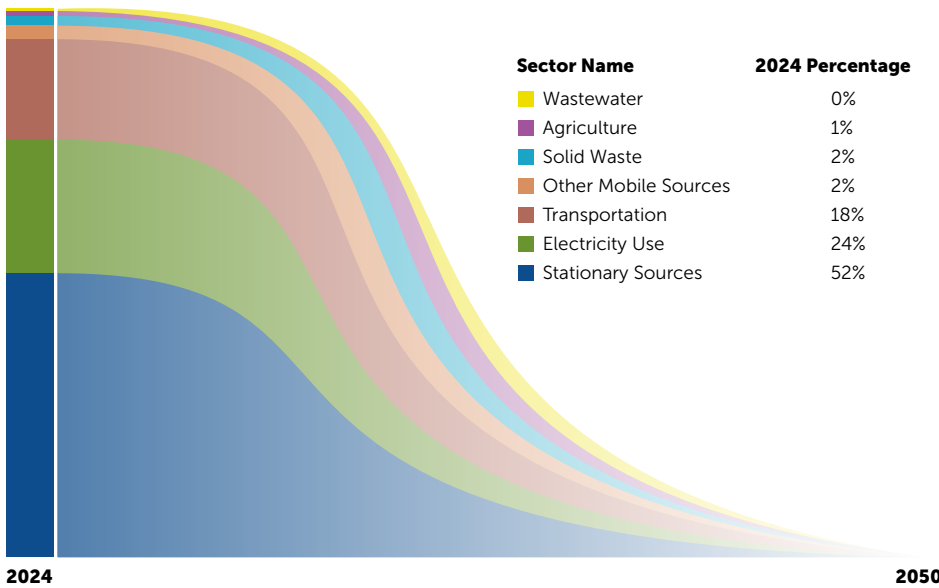 Sector Name 2024 Percentage
Wastewater 0%
Agriculture 1%
Solid Waste 2%
Other Mobile Sources 2%
Transportation 18%
Electricity Use 24%
Stationary Sources 52%
2024 2050